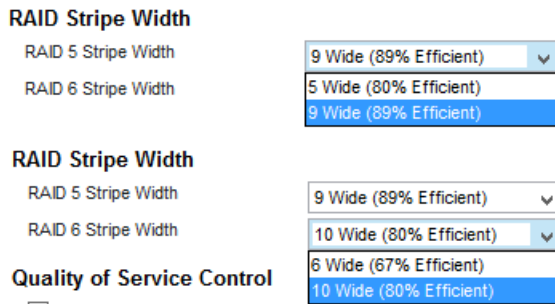 RAID Stripe Width
RAID 5 Stripe Width 9 Wide (89% Efficient)
RAID 6 Stripe Width 5 Wide (80% Efficient)
9 Wide (89% Efficient)
RAID Stripe Width
RAID 5 Stripe Width 9 Wide (89% Efficient)
RAID 6 Stripe Width 10 Wide (80% Efficient)
6 Wide (67% Efficient)
Quality of Service Control
10 Wide (80% Efficient)